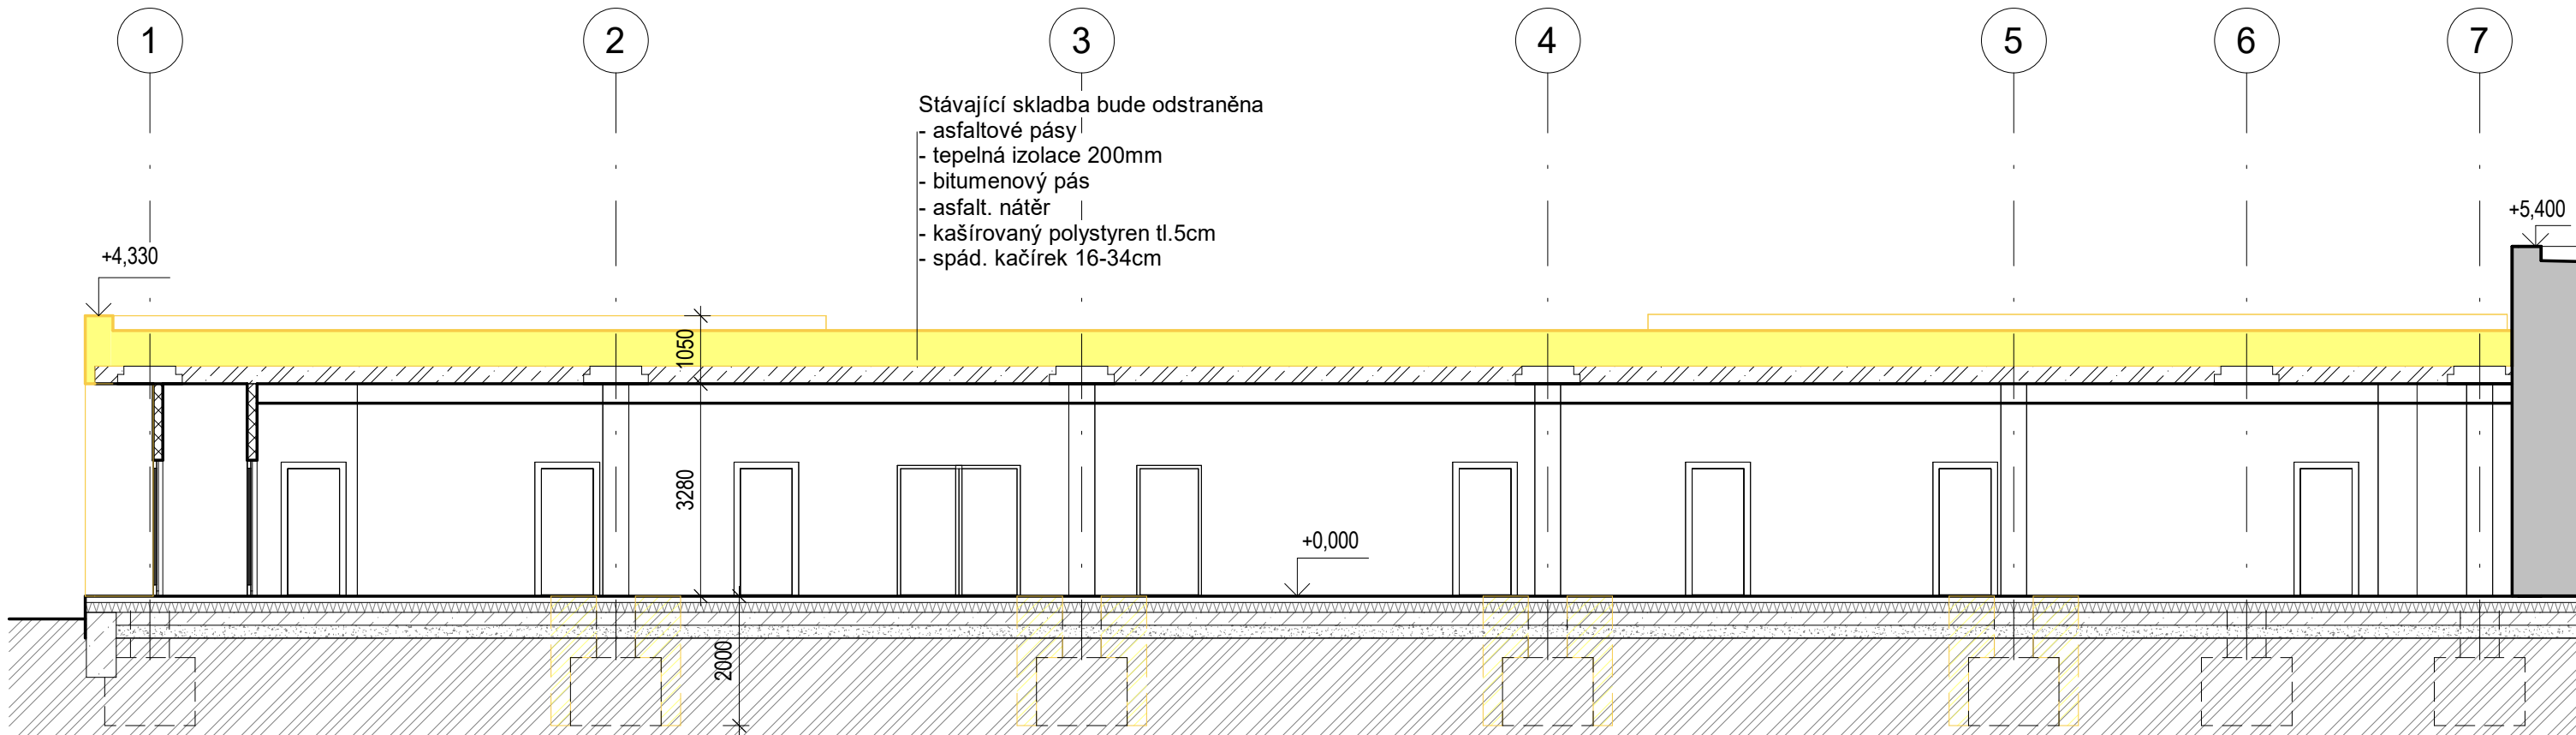 1 2 3 4 5 6 7
Stávající skladba bude odstraněna
- asfaltové pásy
- tepelná izolace 200mm
- bitumenový pás
- asfalt. nátěr
- kašírovaný polystyren tl.5cm
- spád. kačírek 16-34cm
+5,400
+4,330
1050
3280
+0,000
2000